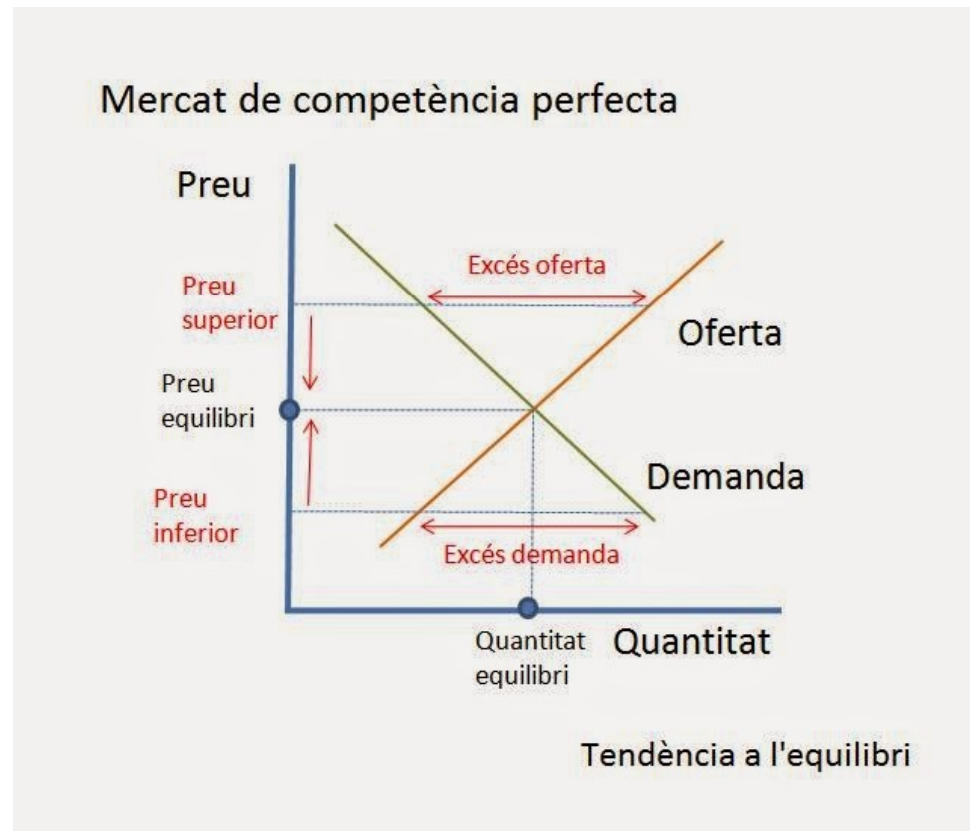 Mercat de competència perfecta
Preu
Excés oferta
Preu
superior
Oferta
Preu
equilibri
Demanda
Preu
inferior
Excés demanda
Quantitat
equilibri
Quantitat
Tendència a l'equilibri